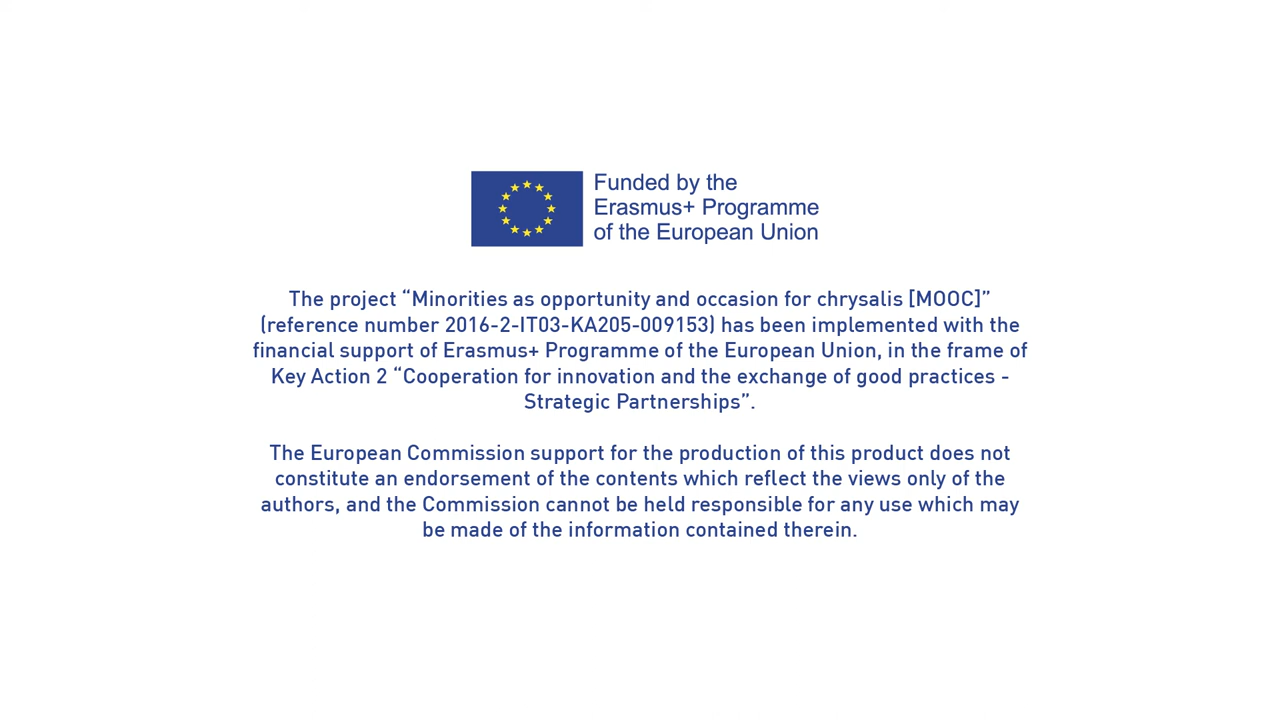 Funded by the
Erasmus+ Programme
of the European Union
The project “Minorities as opportunity and occasion for chrysalis [MOOC]”
(reference number 2016-2-IT03-KA205-009153) has been implemented with the
financial support of Erasmus+ Programme of the European Union, in the frame of
Key Action 2 “Cooperation for innovation and the exchange of good practices -
Strategic Partnerships”.
The European Commission support for the production of this product does not
constitute an endorsement of the contents which reflect the views only of the
authors, and the Commission cannot be held responsible for any use which may
be made of the information contained therein.